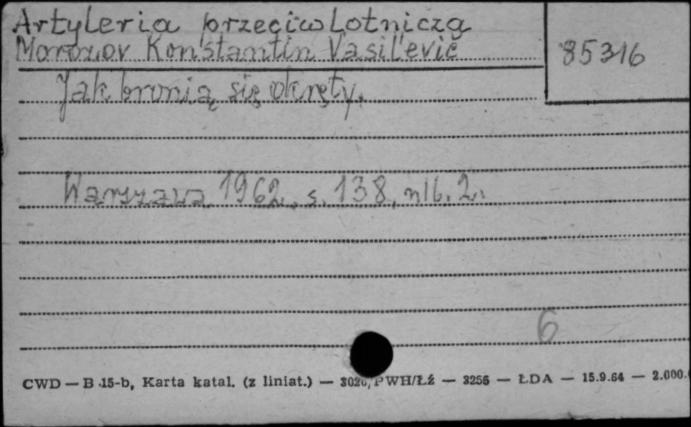 Artyleria przeciwlotnicza
Morozov Konstantin Vasil'evič
85316
Jak bronią się okręty.
Warszawa 1962, s. 138, nlb. 2.
6
CWD — B 15-b, Karta katal. (z liniat.) — 3020/PWH/Łź — 3256 — ŁDA — 15.9.64 — 2.000.